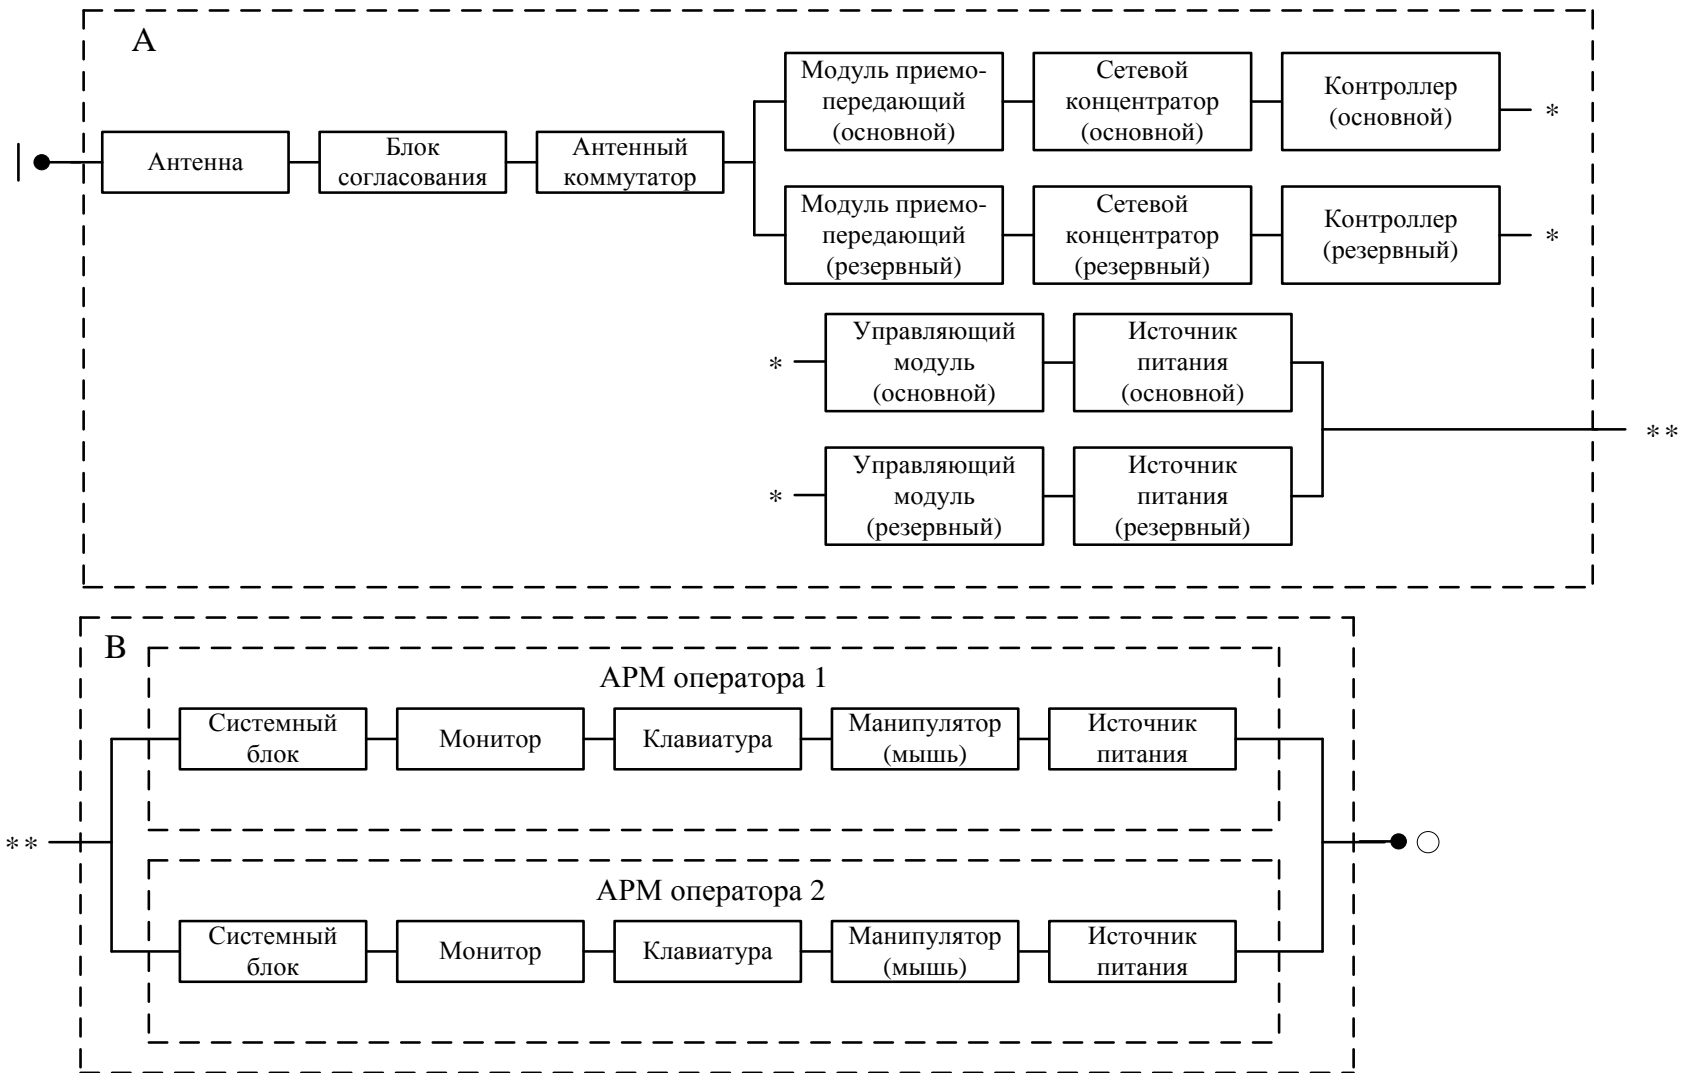 А
Модуль приемо-
передающий
(основной)
Сетевой
концентратор
(основной)
Контроллер
(основной)
*
Антенна
Блок
согласования
Антенный
коммутатор
Модуль приемо-
передающий
(резервный)
Сетевой
концентратор
(резервный)
Контроллер
(резервный)
*
*
Управляющий
модуль
(основной)
Источник
питания
(основной)
**
*
Управляющий
модуль
(резервный)
Источник
питания
(резервный)
В
АРМ оператора 1
Системный
блок
Монитор
Клавиатура
Манипулятор
(мышь)
Источник
питания
**
АРМ оператора 2
Системный
блок
Монитор
Клавиатура
Манипулятор
(мышь)
Источник
питания